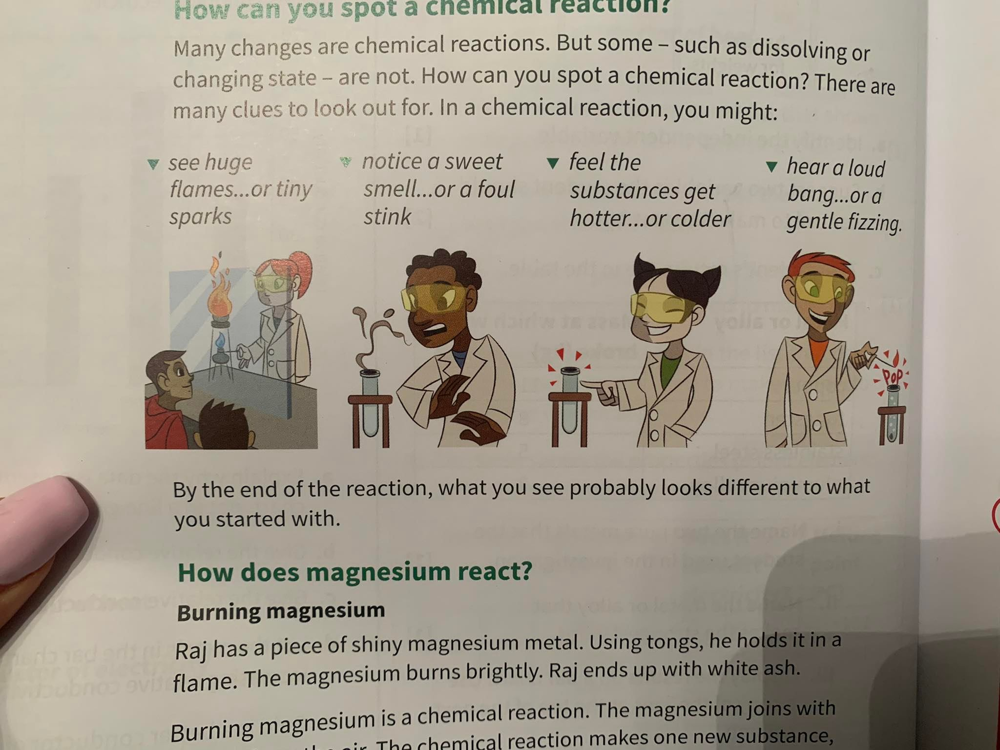 How can you spot a chemical reaction?
Many changes are chemical reactions. But some – such as dissolving or
changing state – are not. How can you spot a chemical reaction? There are
many clues to look out for. In a chemical reaction, you might:
▼ see huge
flames...or tiny
sparks
▼ notice a sweet
smell...or a foul
stink
▼ feel the
substances get
hotter...or colder
▼ hear a loud
bang...or a
gentle fizzing.
POP
By the end of the reaction, what you see probably looks different to what
you started with.
How does magnesium react?
Burning magnesium
Raj has a piece of shiny magnesium metal. Using tongs, he holds it in a
flame. The magnesium burns brightly. Raj ends up with white ash.
Burning magnesium is a chemical reaction. The magnesium joins with
air. The chemical reaction makes one new substance,